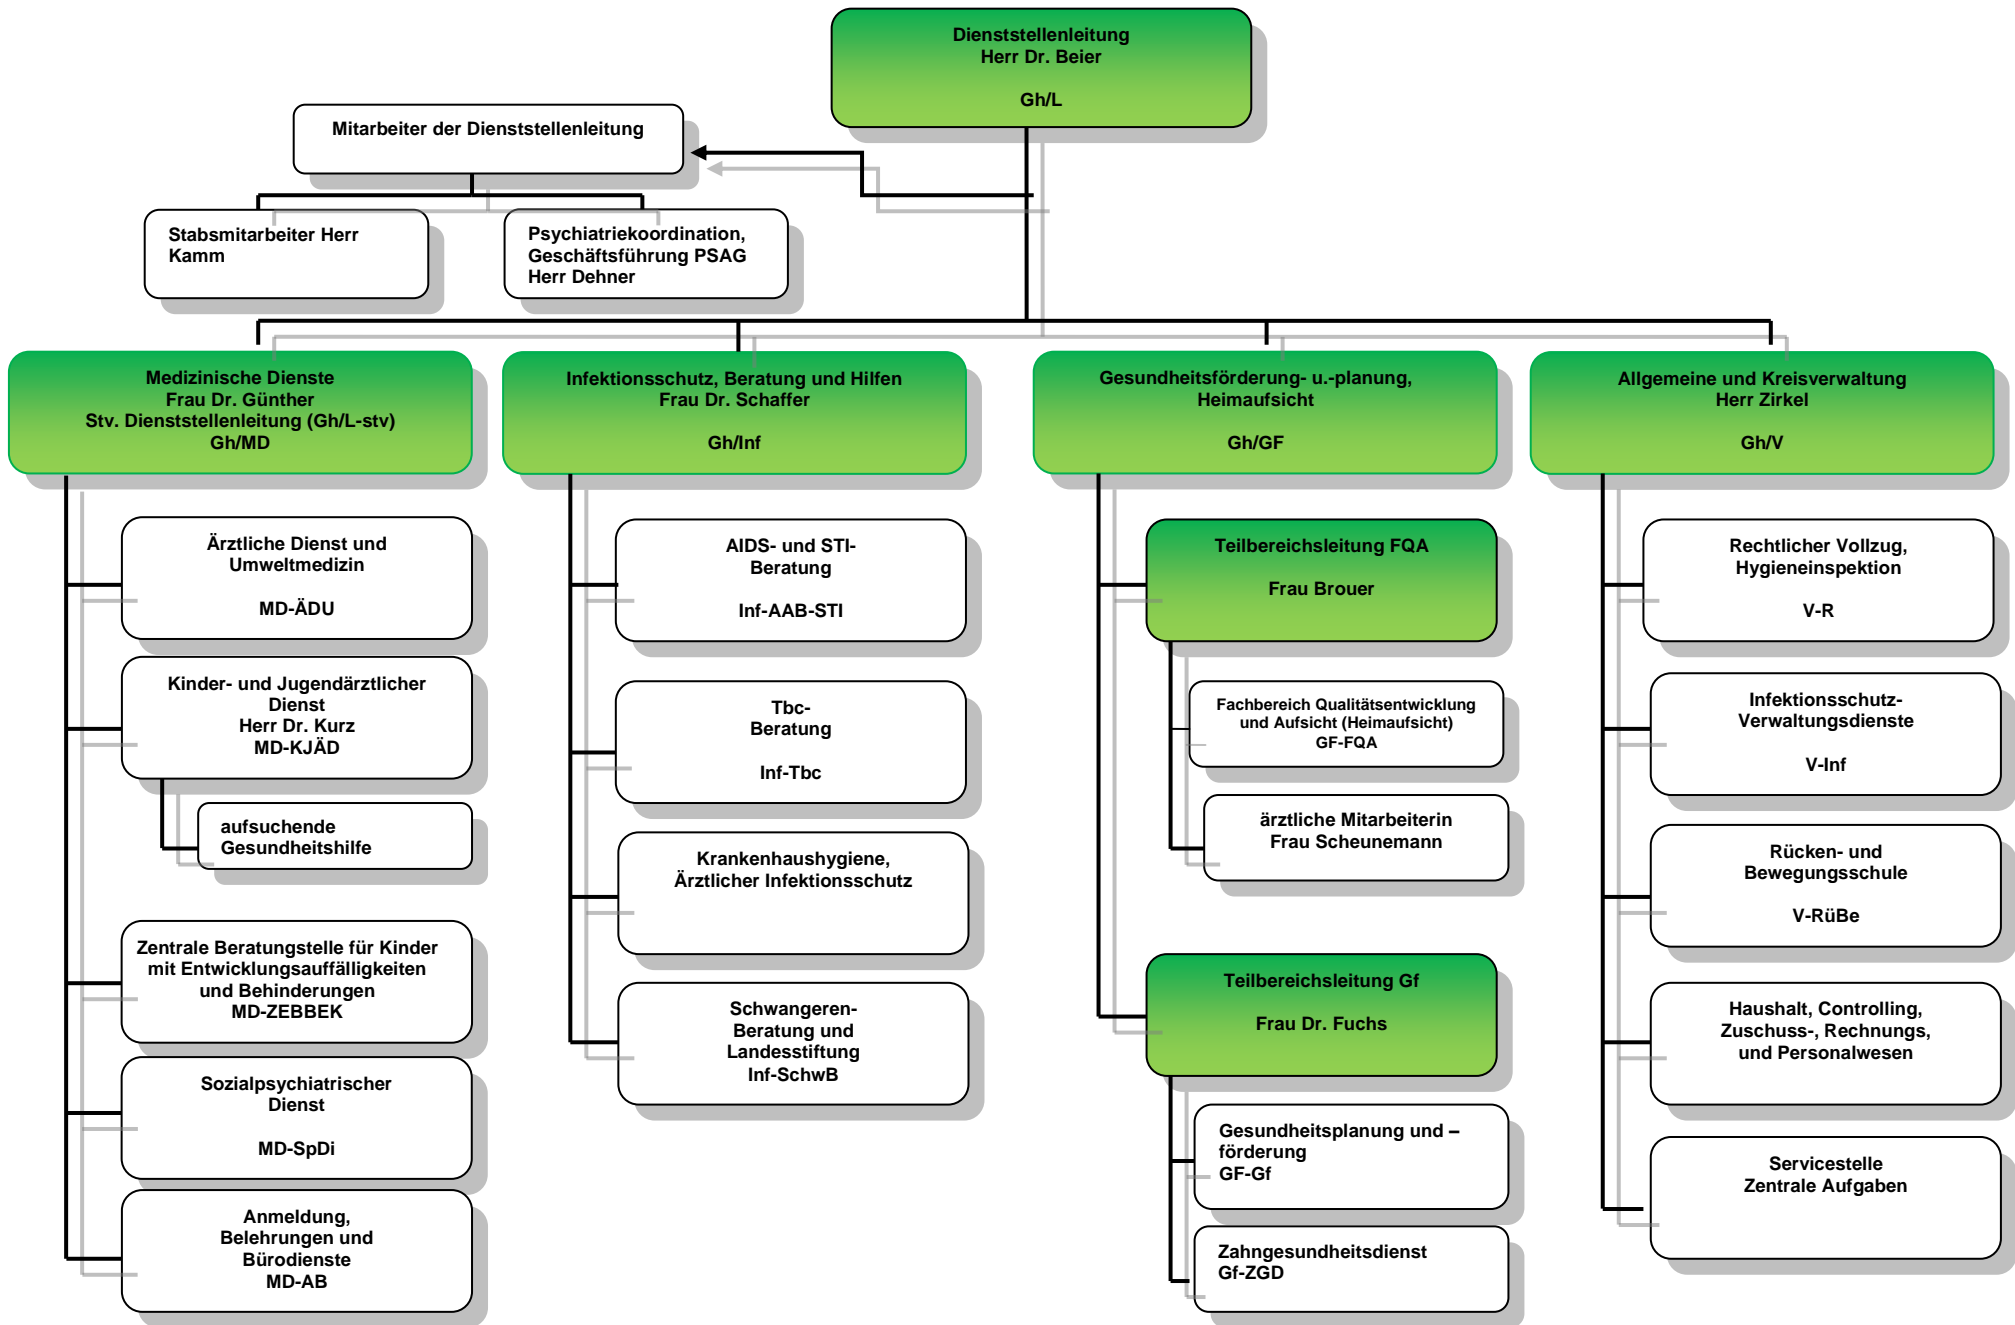 Dienststellenleitung
Herr Dr. Beier
Gh/L
Mitarbeiter der Dienststellenleitung
Stabsmitarbeiter Herr
Kamm
Psychiatriekoordination,
Geschäftsführung PSAG
Herr Dehner
Medizinische Dienste
Frau Dr. Günther
Stv. Dienststellenleitung (Gh/L-stv)
Gh/MD
Ärztliche Dienst und
Umweltmedizin
MD-ÄDU
Kinder- und Jugendärztlicher
Dienst
Herr Dr. Kurz
MD-KJÄD
aufsuchende
Gesundheitshilfe
Zentrale Beratungstelle für Kinder
mit Entwicklungsauffälligkeiten
und Behinderungen
MD-ZEBBEK
Sozialpsychiatrischer
Dienst
MD-SpDi
Anmeldung,
Belehrungen und
Bürodienste
MD-AB
Infektionsschutz, Beratung und Hilfen
Frau Dr. Schaffer
Gh/Inf
AIDS- und STI-
Beratung
Inf-AAB-STI
Tbc-
Beratung
Inf-Tbc
Krankenhaushygiene,
Ärztlicher Infektionsschutz
Schwangeren-
Beratung und
Landesstiftung
Inf-SchwB
Gesundheitsförderung- u.-planung,
Heimaufsicht
Gh/GF
Teilbereichsleitung FQA
Frau Brouer
Fachbereich Qualitätsentwicklung
und Aufsicht (Heimaufsicht)
GF-FQA
ärztliche Mitarbeiterin
Frau Scheunemann
Teilbereichsleitung Gf
Frau Dr. Fuchs
Gesundheitsplanung und –
förderung
GF-Gf
Zahngesundheitsdienst
Gf-ZGD
Allgemeine und Kreisverwaltung
Herr Zirkel
Gh/V
Rechtlicher Vollzug,
Hygieneinspektion
V-R
Infektionsschutz-
Verwaltungsdienste
V-Inf
Rücken- und
Bewegungsschule
V-RüBe
Haushalt, Controlling,
Zuschuss-, Rechnungs,
und Personalwesen
Servicestelle
Zentrale Aufgaben